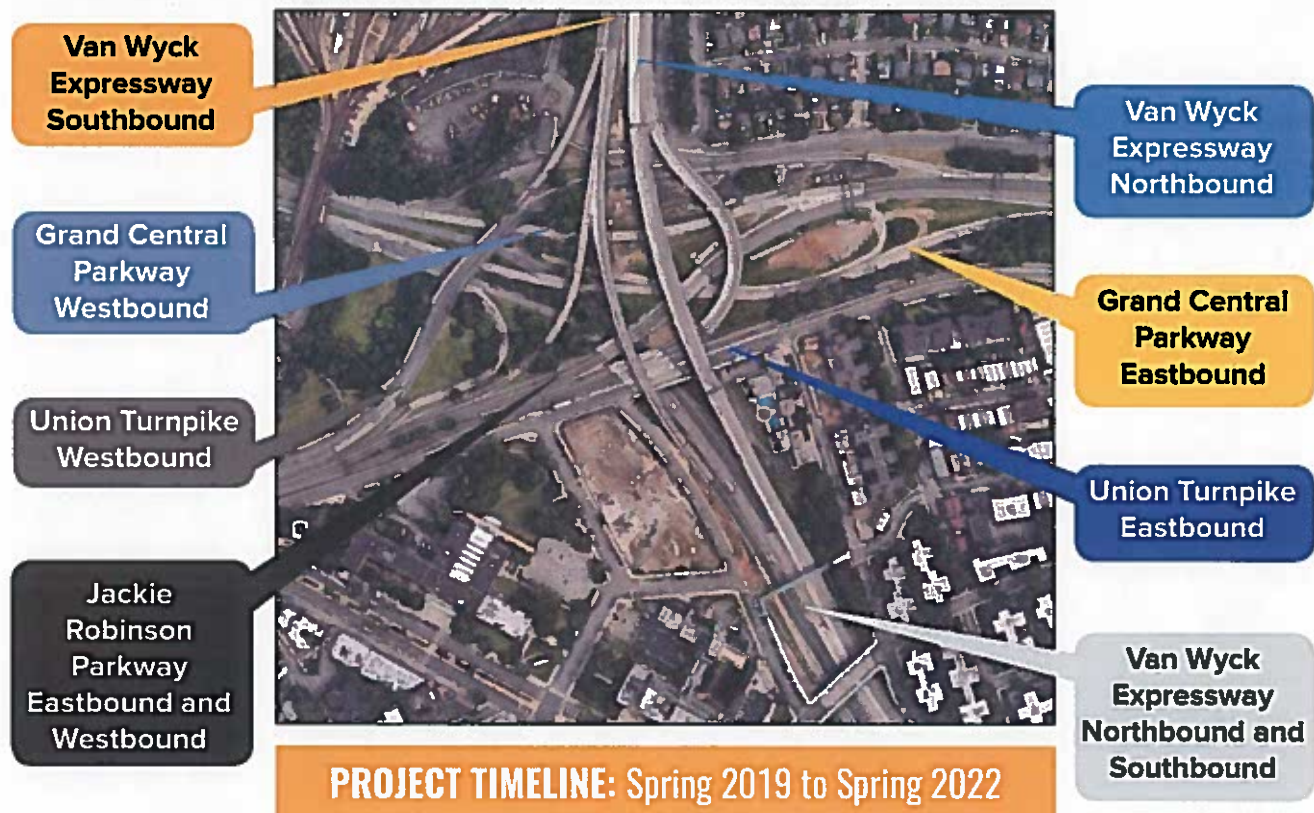 Van Wyck
Expressway
Southbound
Grand Central
Parkway
Westbound
Union Turnpike
Westbound
Jackie
Robinson
Parkway
Eastbound and
Westbound
Van Wyck
Expressway
Northbound
Grand Central
Parkway
Eastbound
Union Turnpike
Eastbound
Van Wyck
Expressway
Northbound and
Southbound
PROJECT TIMELINE: Spring 2019 to Spring 2022